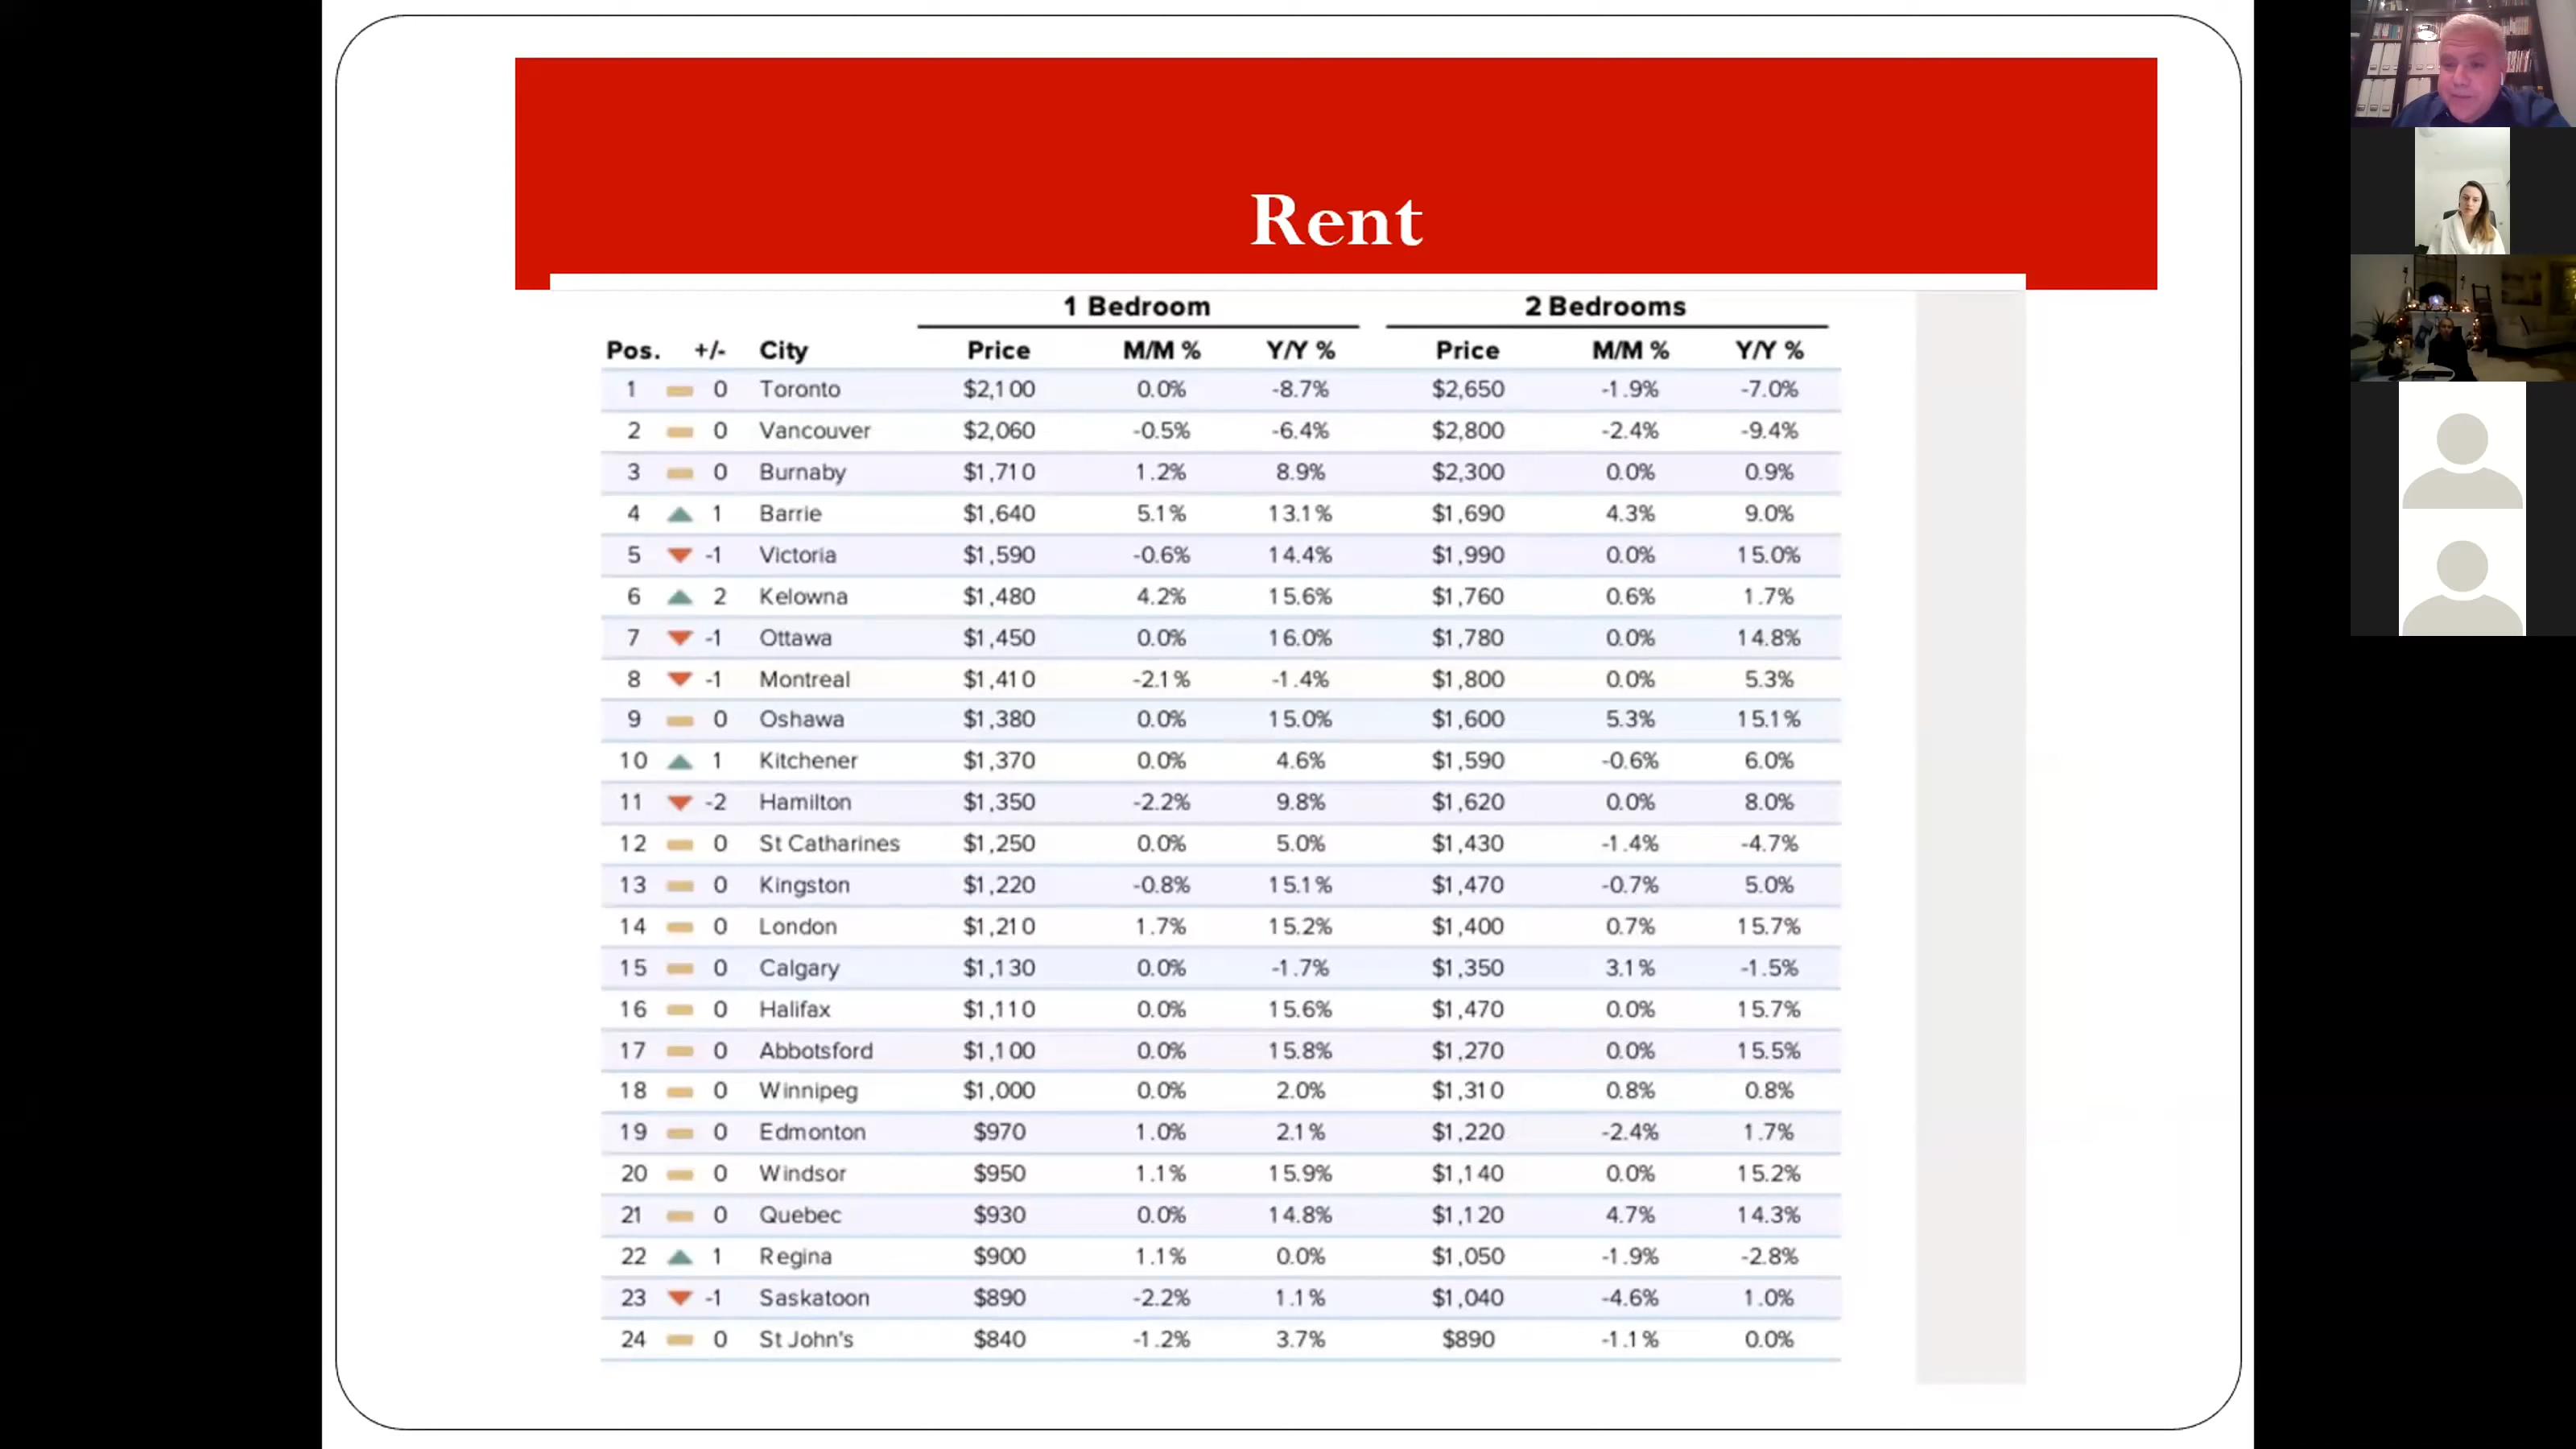 Rent
1 Bedroom 2 Bedrooms
Pos. +/- City Price M/M % Y/Y % Price M/M % Y/Y %
1 0 Toronto $2,100 0.0% -8.7% $2,650 -1.9% -7.0%
2 0 Vancouver $2,060 -0.5% -6.4% $2,800 -2.4% -9.4%
3 0 Burnaby $1,710 1.2% 8.9% $2,300 0.0% 0.9%
4 1 Barrie $1,640 5.1% 13.1% $1,690 4.3% 9.0%
5 -1 Victoria $1,590 -0.6% 14.4% $1,990 0.0% 15.0%
6 2 Kelowna $1,480 4.2% 15.6% $1,760 0.6% 1.7%
7 -1 Ottawa $1,450 0.0% 16.0% $1,780 0.0% 14.8%
8 -1 Montreal $1,410 -2.1% -1.4% $1,800 0.0% 5.3%
9 0 Oshawa $1,380 0.0% 15.0% $1,600 5.3% 15.1%
10 1 Kitchener $1,370 0.0% 4.6% $1,590 -0.6% 6.0%
11 -2 Hamilton $1,350 -2.2% 9.8% $1,620 0.0% 8.0%
12 0 St Catharines $1,250 0.0% 5.0% $1,430 -1.4% -4.7%
13 0 Kingston $1,220 -0.8% 15.1% $1,470 -0.7% 5.0%
14 0 London $1,210 1.7% 15.2% $1,400 0.7% 15.7%
15 0 Calgary $1,130 0.0% -1.7% $1,350 3.1% -1.5%
16 0 Halifax $1,110 0.0% 15.6% $1,470 0.0% 15.7%
17 0 Abbotsford $1,100 0.0% 15.8% $1,270 0.0% 15.5%
18 0 Winnipeg $1,000 0.0% 2.0% $1,310 0.8% 0.8%
19 0 Edmonton $970 1.0% 2.1% $1,220 -2.4% 1.7%
20 0 Windsor $950 1.1% 15.9% $1,140 0.0% 15.2%
21 0 Quebec $930 0.0% 14.8% $1,120 4.7% 14.3%
22 1 Regina $900 1.1% 0.0% $1,050 -1.9% -2.8%
23 -1 Saskatoon $890 -2.2% 1.1% $1,040 -4.6% 1.0%
24 0 St John's $840 -1.2% 3.7% $890 -1.1% 0.0%